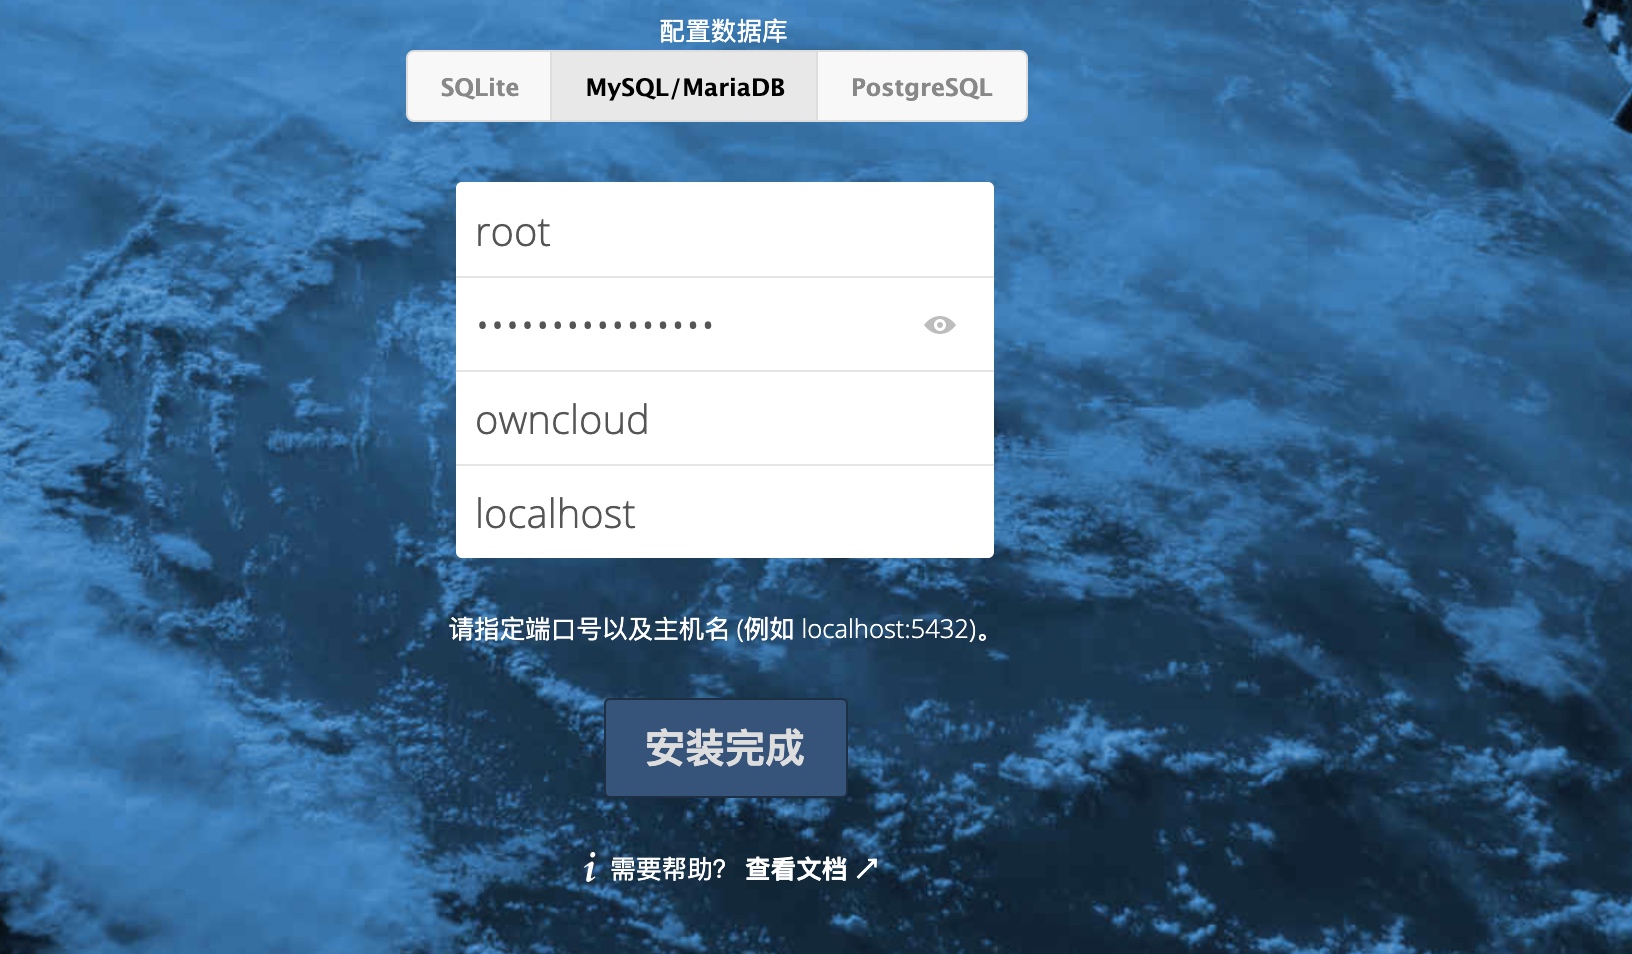 配置数据库
SQLite
MySQL/MariaDB
PostgreSQL
root
••••••••••••••••
owncloud
localhost
请指定端口号以及主机名 (例如 localhost:5432)。
安装完成
i 需要帮助? 查看文档 ↗